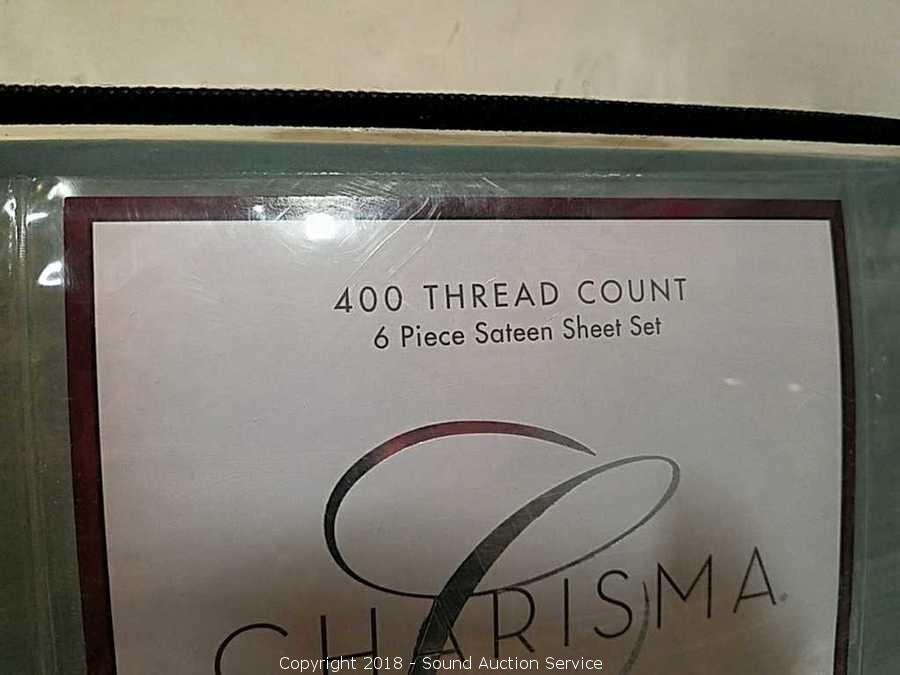 400 THREAD COUNT
6 Piece Sateen Sheet Set
C
CHARISMA®
Copyright 2018 - Sound Auction Service